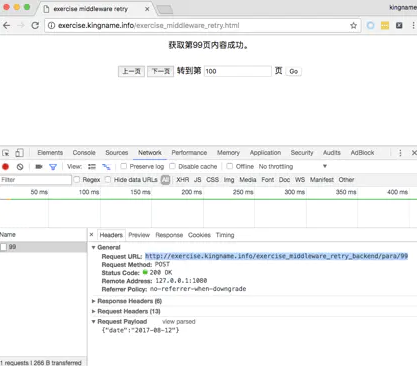 exercise middleware retry
kingname
exercise.kingname.info/exercise_middleware_retry.html
获取第99页内容成功。
上一页 下一页 转到第 100 页 Go
Elements Console Sources Network Performance Memory Application Security Audits AdBlock
View: Preserve log Disable cache Offline No throttling
Filter Regex Hide data URLs All XHR JS CSS Img Media Font Doc WS Manifest Other
50 ms 100 ms 150 ms 200 ms 250 ms 300 ms 350 ms 400 ms
Name Headers Preview Response Cookies Timing
99
General
Request URL: http://exercise.kingname.info/exercise_middleware_retry_backend/para/99
Request Method: POST
Status Code: 200 OK
Remote Address: 127.0.0.1:1080
Referrer Policy: no-referrer-when-downgrade
Response Headers (6)
Request Headers (13)
Request Payload view parsed
{"date":"2017-08-12"}
1 requests | 266 B transferred